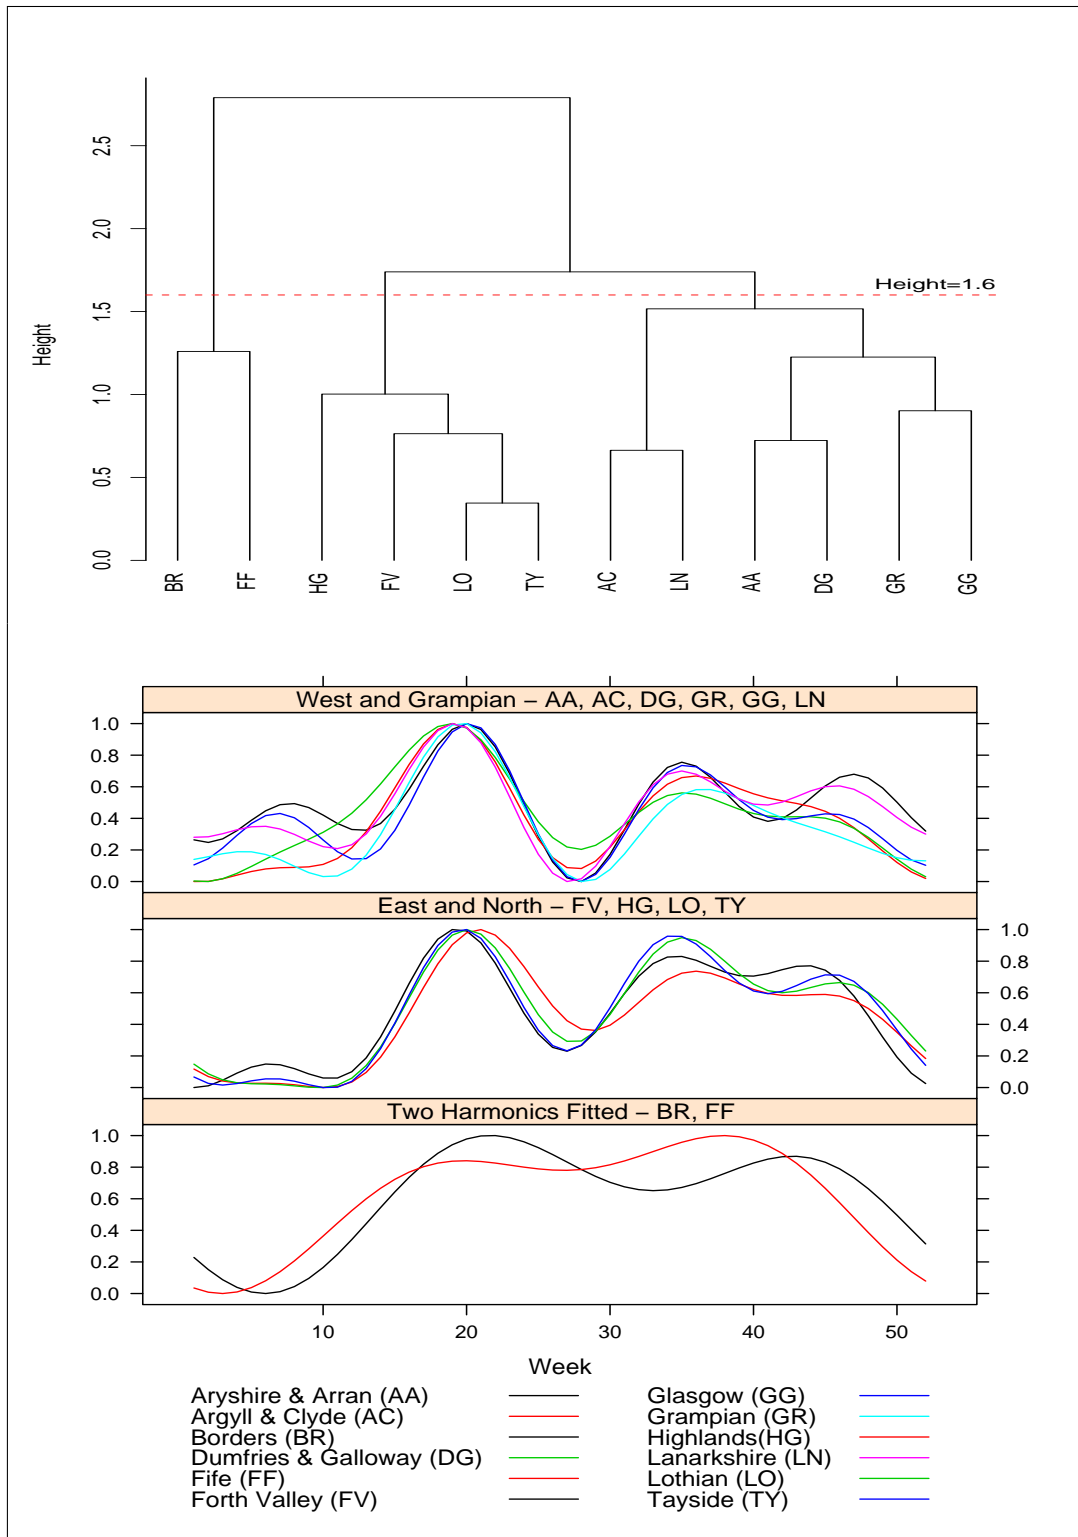 2.5
2.0
Height=1.6
1.5
Height
1.0
0.5
0.0
BR FF HG FV LO TY AC LN AA DG GR GG
West and Grampian – AA, AC, DG, GR, GG, LN
1.0
0.8
0.6
0.4
0.2
0.0
East and North – FV, HG, LO, TY
1.0
0.8
0.6
0.4
0.2
0.0
Two Harmonics Fitted – BR, FF
1.0
0.8
0.6
0.4
0.2
0.0
10 20 30 40 50
Week
Aryshire & Arran (AA)
Argyll & Clyde (AC)
Borders (BR)
Dumfries & Galloway (DG)
Fife (FF)
Forth Valley (FV)
Glasgow (GG)
Grampian (GR)
Highlands(HG)
Lanarkshire (LN)
Lothian (LO)
Tayside (TY)